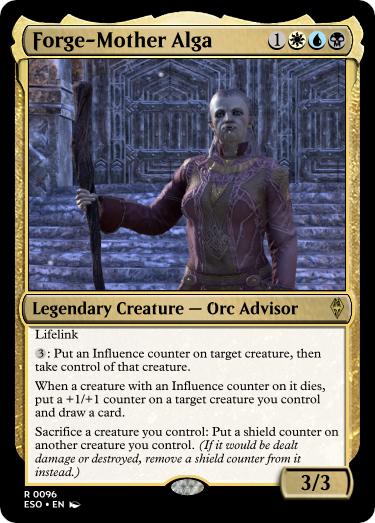 Forge-Mother Alga 1
Legendary Creature — Orc Advisor
Lifelink
3: Put an Influence counter on target creature, then
take control of that creature.
When a creature with an Influence counter on it dies,
put a +1/+1 counter on a target creature you control
and draw a card.
Sacrifice a creature you control: Put a shield counter on
another creature you control. (If it would be dealt
damage or destroyed, remove a shield counter from it
instead.)
3/3
R 0096
ESO • EN